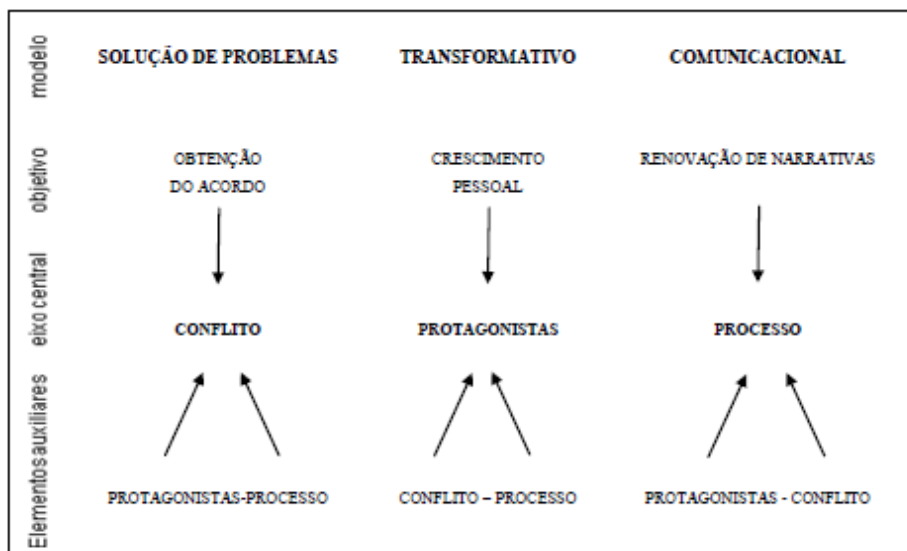 modelo
SOLUÇÃO DE PROBLEMAS
TRANSFORMATIVO
COMUNICACIONAL
objetivo
OBTENÇÃO
DO ACORDO
CRESCIMENTO
PESSOAL
RENOVAÇÃO DE NARRATIVAS
eixo central
CONFLITO
PROTAGONISTAS
PROCESSO
Elementos auxiliares
PROTAGONISTAS-PROCESSO
CONFLITO – PROCESSO
PROTAGONISTAS - CONFLITO